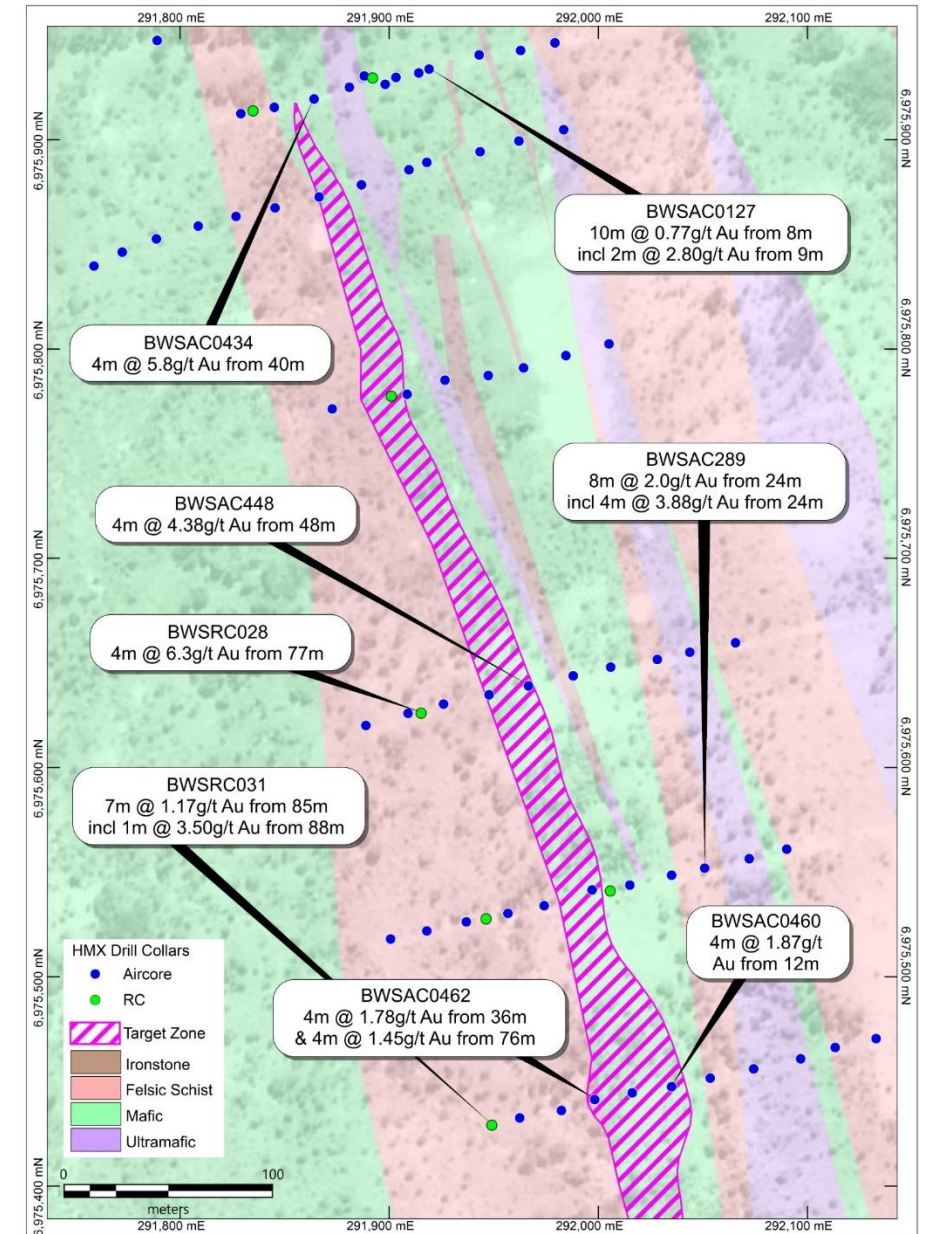 291,800 mE
291,900 mE
292,000 mE
292,100 mE
6,975,900 mN
6,975,900 mN
BWSAC0127
10m @ 0.77g/t Au from 8m
incl 2m @ 2.80g/t Au from 9m
BWSAC0434
4m @ 5.8g/t Au from 40m
6,975,800 mN
6,975,800 mN
BWSAC289
8m @ 2.0g/t Au from 24m
incl 4m @ 3.88g/t Au from 24m
BWSAC448
4m @ 4.38g/t Au from 48m
6,975,700 mN
6,975,700 mN
BWSRC028
4m @ 6.3g/t Au from 77m
6,975,600 mN
6,975,600 mN
BWSRC031
7m @ 1.17g/t Au from 85m
incl 1m @ 3.50g/t Au from 88m
BWSAC0460
4m @ 1.87g/t
Au from 12m
6,975,500 mN
6,975,500 mN
BWSAC0462
4m @ 1.78g/t Au from 36m
& 4m @ 1.45g/t Au from 76m
HMX Drill Collars
Aircore
RC
Target Zone
Ironstone
Felsic Schist
Mafic
Ultramafic
0
100
meters
6,975,400 mN
6,975,400 mN
291,800 mE
291,900 mE
292,000 mE
292,100 mE